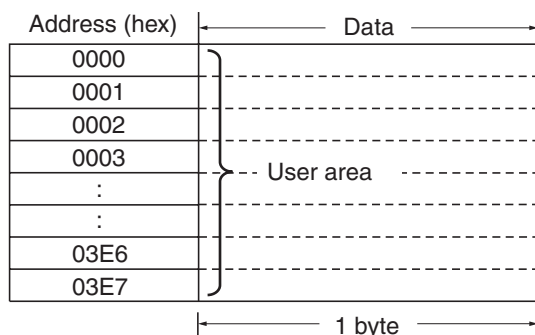 Address (hex) Data
0000
0001
0002
0003
User area
:
:
03E6
03E7
1 byte